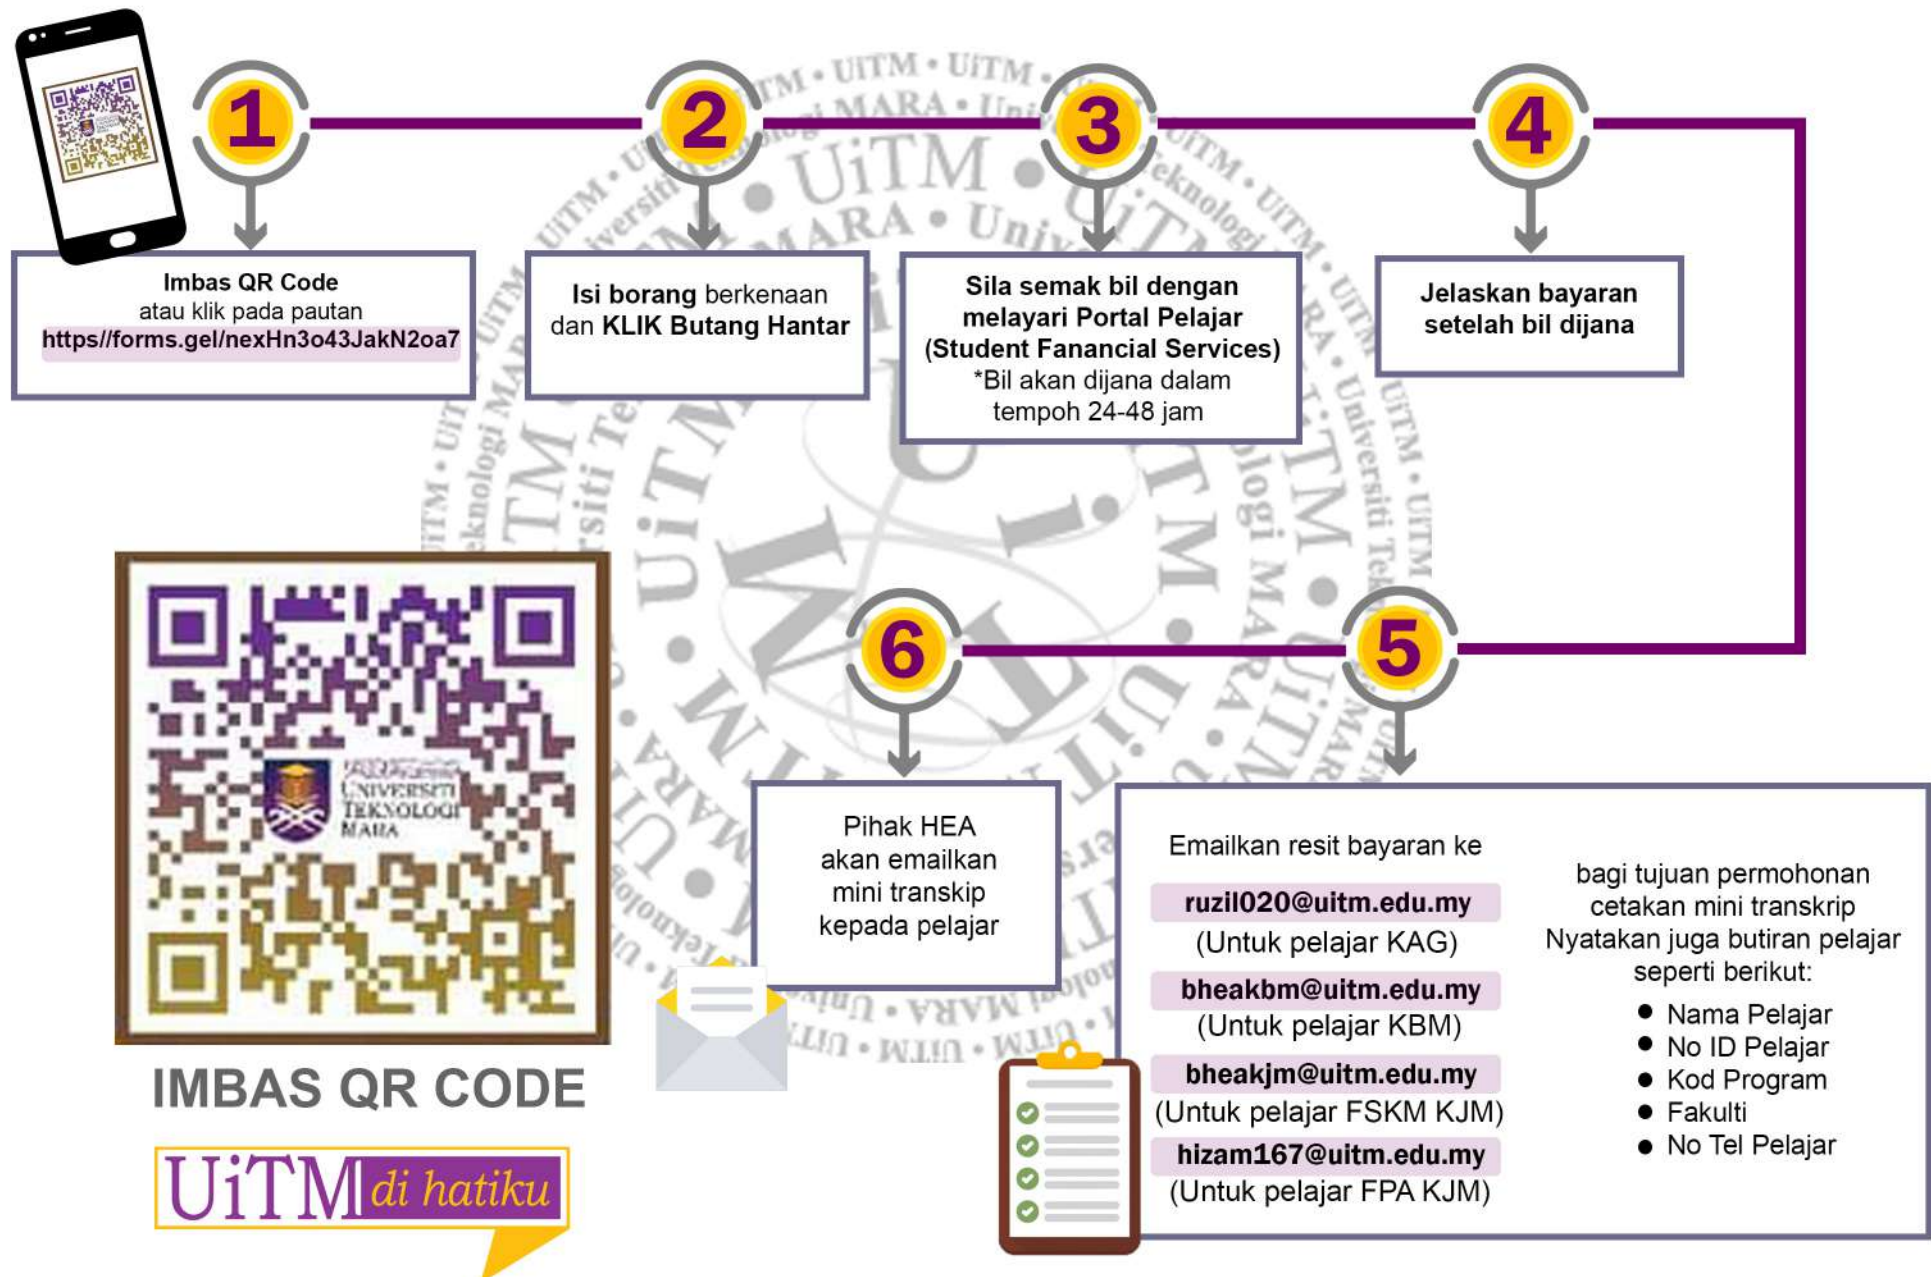 1
Imbas QR Code
atau klik pada pautan
https//forms.gel/nexHn3o43JakN2oa7
2
Isi borang berkenaan
dan KLIK Butang Hantar
3
Sila semak bil dengan
melayari Portal Pelajar
(Student Fanancial Services)
*Bil akan dijana dalam
tempoh 24-48 jam
4
Jelaskan bayaran
setelah bil dijana
5
Emailkan resit bayaran ke
ruzil020@uitm.edu.my
(Untuk pelajar KAG)
bheakbm@uitm.edu.my
(Untuk pelajar KBM)
bheakjm@uitm.edu.my
(Untuk pelajar FSKM KJM)
hizam167@uitm.edu.my
(Untuk pelajar FPA KJM)
bagi tujuan permohonan
cetakan mini transkrip
Nyatakan juga butiran pelajar
seperti berikut:
● Nama Pelajar
● No ID Pelajar
● Kod Program
● Fakulti
● No Tel Pelajar
6
Pihak HEA
akan emailkan
mini transkip
kepada pelajar
UNIVERSITI
TEKNOLOGI
MARA
IMBAS QR CODE
UiTM di hatiku